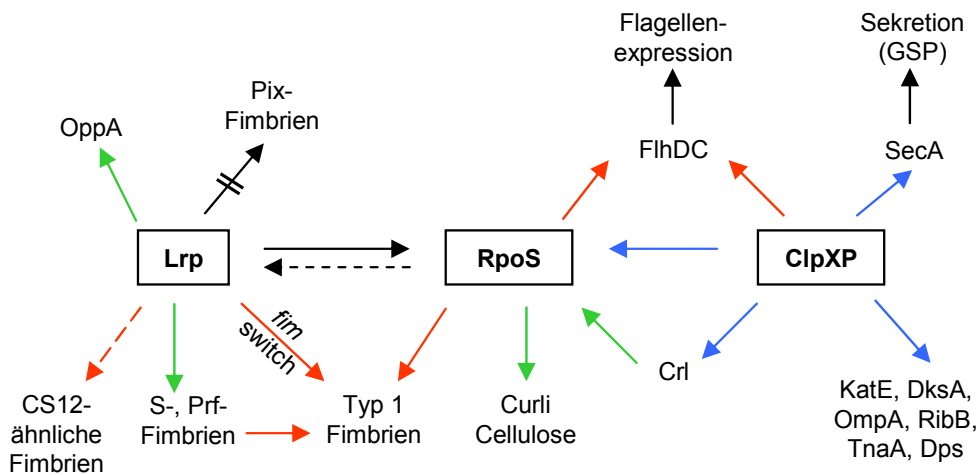 Flagellen-
expression
Sekretion
(GSP)
Pix-
Fimbrien
OppA
FlhDC
SecA
Lrp
RpoS
ClpXP
fim
switch
Crl
CS12-
ähnliche
Fimbrien
S-, Prf-
Fimbrien
Typ 1
Fimbrien
Curli
Cellulose
KatE, DksA,
OmpA, RibB,
TnaA, Dps